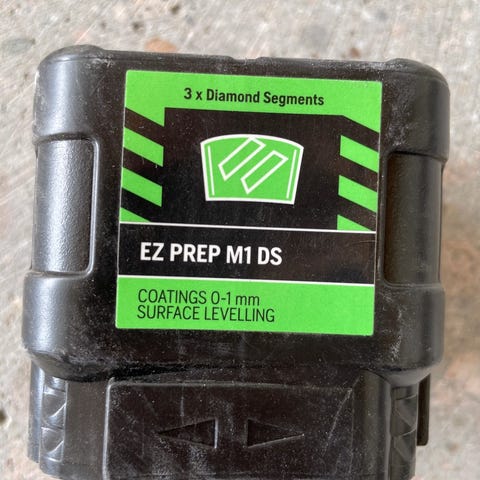 3 x Diamond Segments
EZ PREP M1 DS
COATINGS 0-1 mm
SURFACE LEVELLING